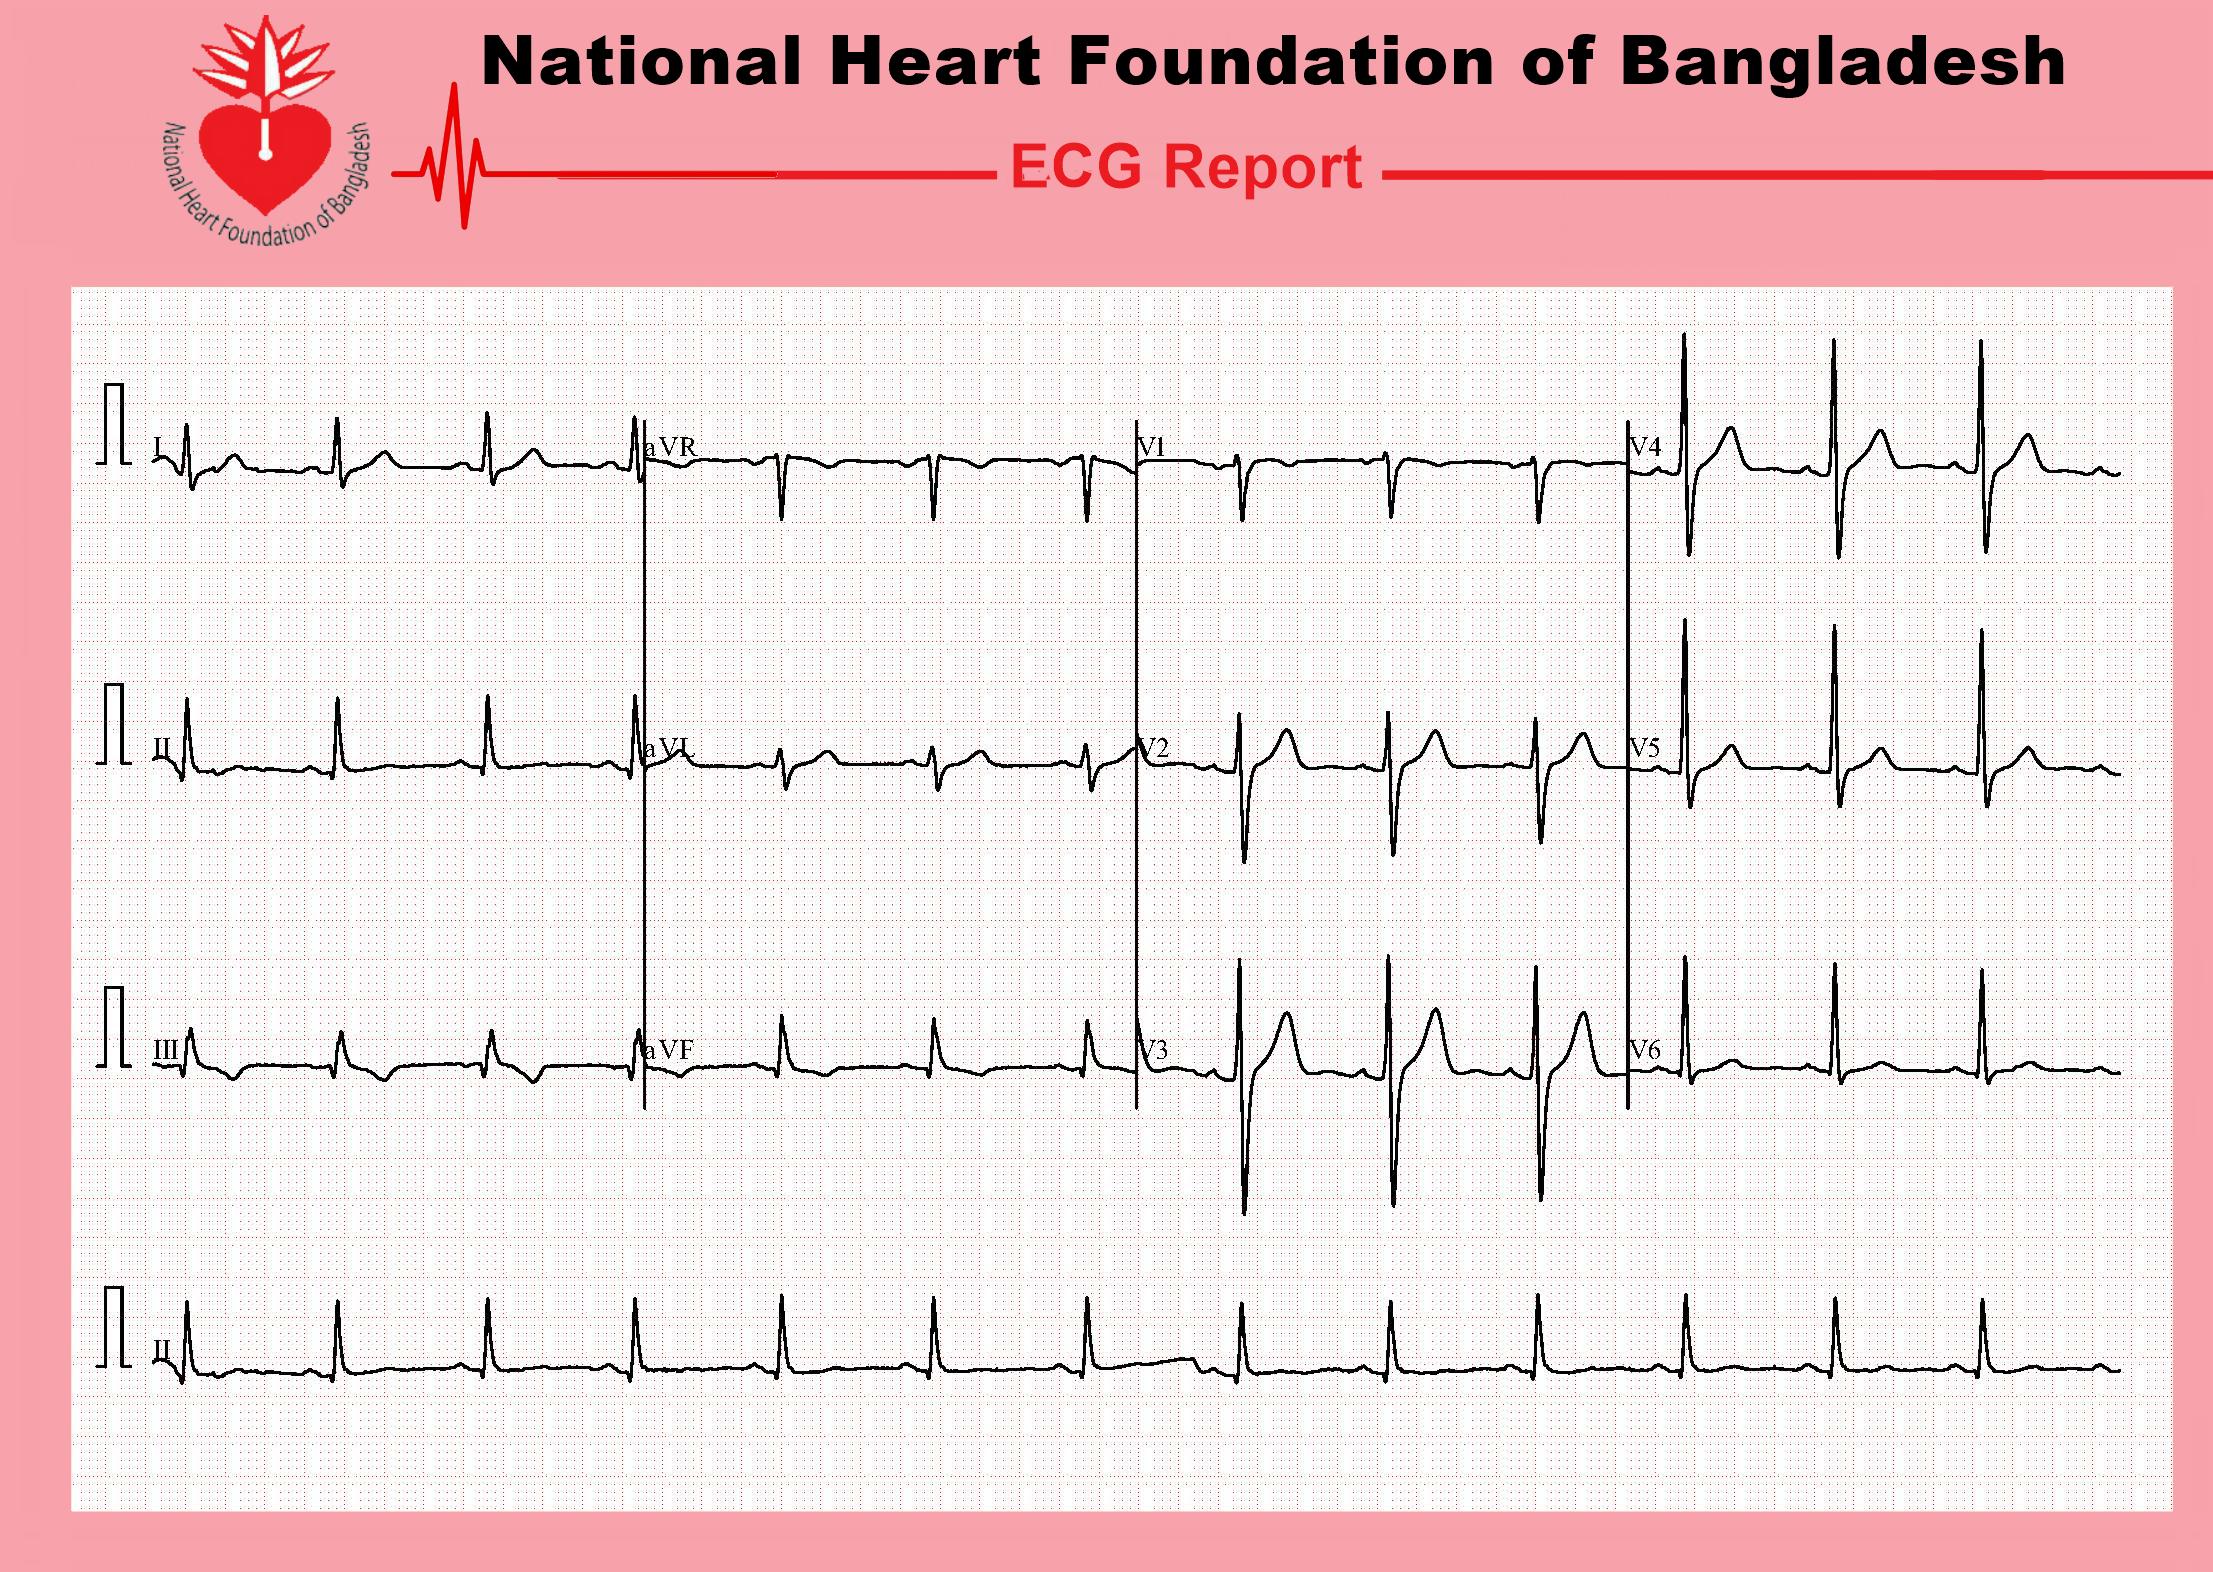 National Heart Foundation of Bangladesh
National Heart Foundation of Bangladesh
ECG Report
I aVR V1 V4
II aVL V2 V5
III aVF V3 V6
II